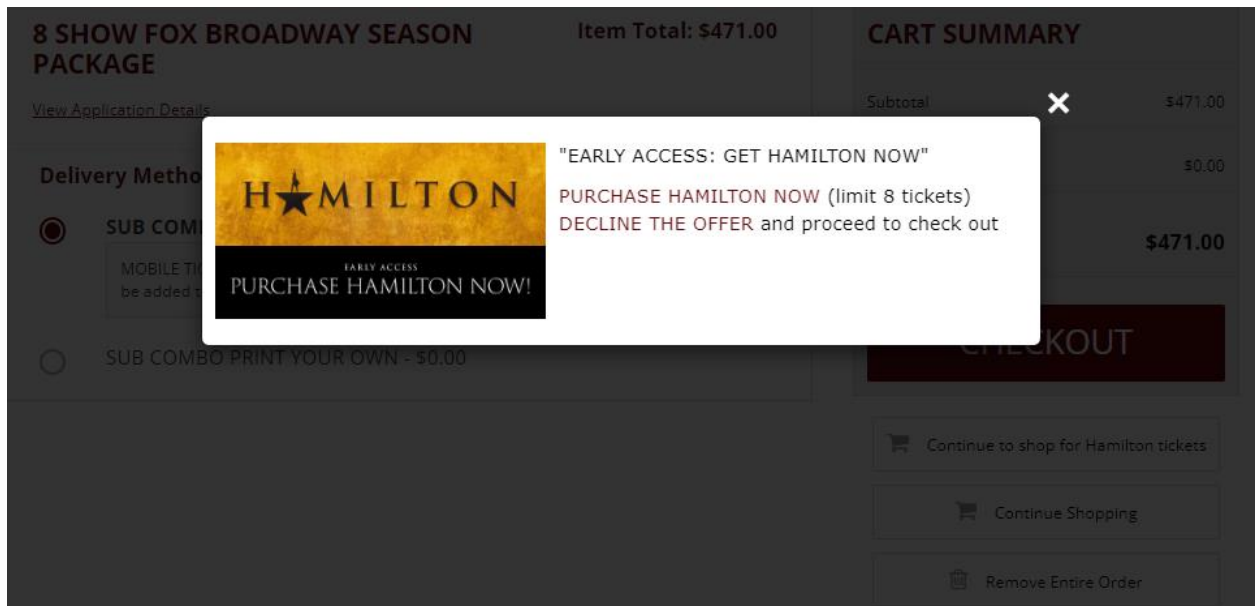 8 SHOW FOX BROADWAY SEASON
PACKAGE
Item Total: $471.00
View Application Details
Delivery Metho
SUB COM
MOBILE TI
be added t
SUB COMBO PRINT YOUR OWN - $0.00
HAMILTON
EARLY ACCESS
PURCHASE HAMILTON NOW!
"EARLY ACCESS: GET HAMILTON NOW"
PURCHASE HAMILTON NOW (limit 8 tickets)
DECLINE THE OFFER and proceed to check out
CART SUMMARY
Subtotal $471.00
$0.00
$471.00
CHECKOUT
Continue to shop for Hamilton tickets
Continue Shopping
Remove Entire Order